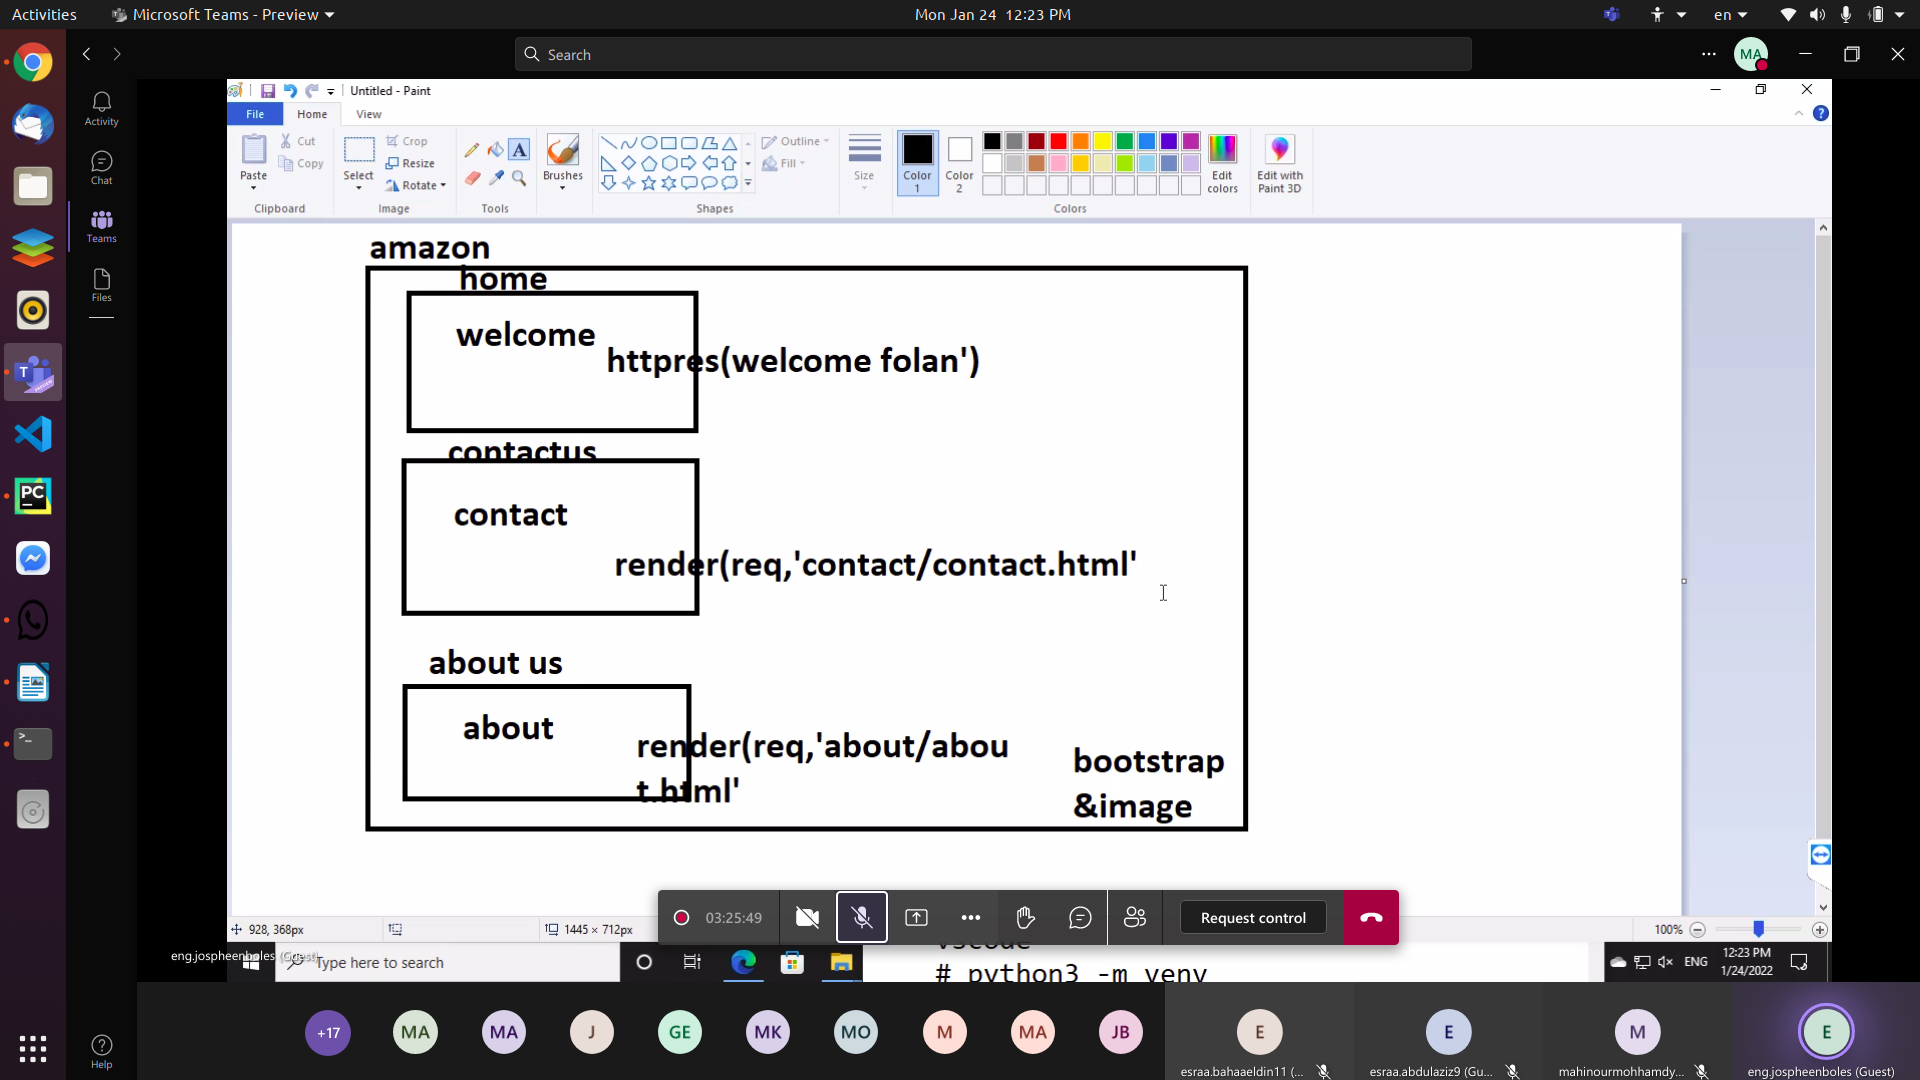 Activities
Microsoft Teams - Preview
Mon Jan 24 12:23 PM
en
Search
MA
Activity
Chat
Teams
Files
Help
Untitled - Paint
File
Home
View
Paste
Cut
Copy
Clipboard
Select
Crop
Resize
Rotate
Image
A
Tools
Brushes
Shapes
Outline
Fill
Size
Color
1
Color
2
Edit
colors
Colors
Edit with
Paint 3D
amazon
home
welcome
httpres(welcome folan')
contactus
contact
render(req,'contact/contact.html'
about us
about
render(req,'about/abou
t.html'
bootstrap
&image
03:25:49
Request control
928, 368px
1445 × 712px
100%
eng.jospheenboles (Guest)
Type here to search
vscode
# python3 -m venv
ENG
12:23 PM
1/24/2022
+17
MA
MA
J
GE
MK
MO
M
MA
JB
E
esraa.bahaaeldin11 (...
E
esraa.abdulaziz9 (Gu...
M
mahinourmohhamdy...
E
eng.jospheenboles (Guest)